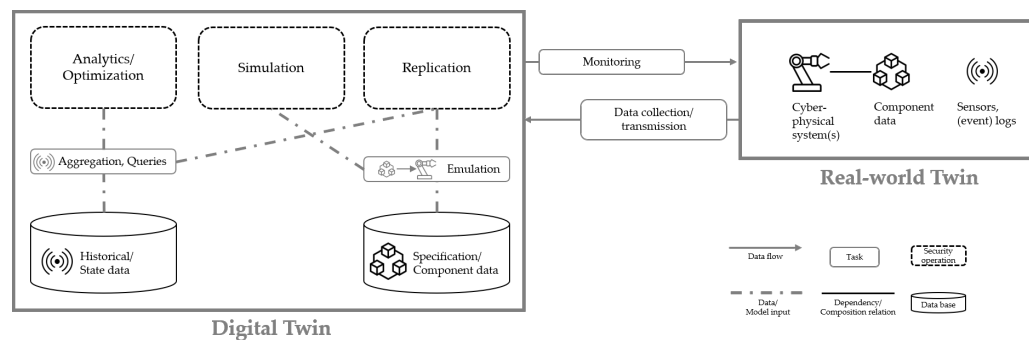 Analytics/
Optimization
Simulation
Replication
Monitoring
Data collection/
transmission
Cyber-
physical
system(s)
Component
data
Sensors,
(event) logs
Real-world Twin
Aggregation, Queries
Emulation
Historical/
State data
Specification/
Component data
Digital Twin
Data flow
Task
Security
operation
Data/
Model input
Dependency/
Composition relation
Data base